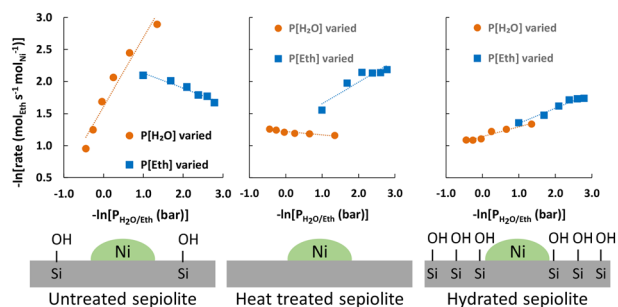 -ln[rate (mol_Eth s⁻¹ mol_Ni⁻¹)]
3.0
2.5
2.0
1.5
1.0
0.5
P[H₂O] varied
P[Eth] varied
-1.0 0.0 1.0 2.0 3.0
-ln[P_H₂O/Eth (bar)]
P[H₂O] varied
P[Eth] varied
-1.0 0.0 1.0 2.0 3.0
-ln[P_H₂O/Eth (bar)]
P[H₂O] varied
P[Eth] varied
-1.0 0.0 1.0 2.0 3.0
-ln[P_H₂O/Eth (bar)]
OH OH
Ni
Si Si
Untreated sepiolite
Ni
Heat treated sepiolite
OH OH OH OH OH OH
Ni
Si Si Si Si Si Si
Hydrated sepiolite